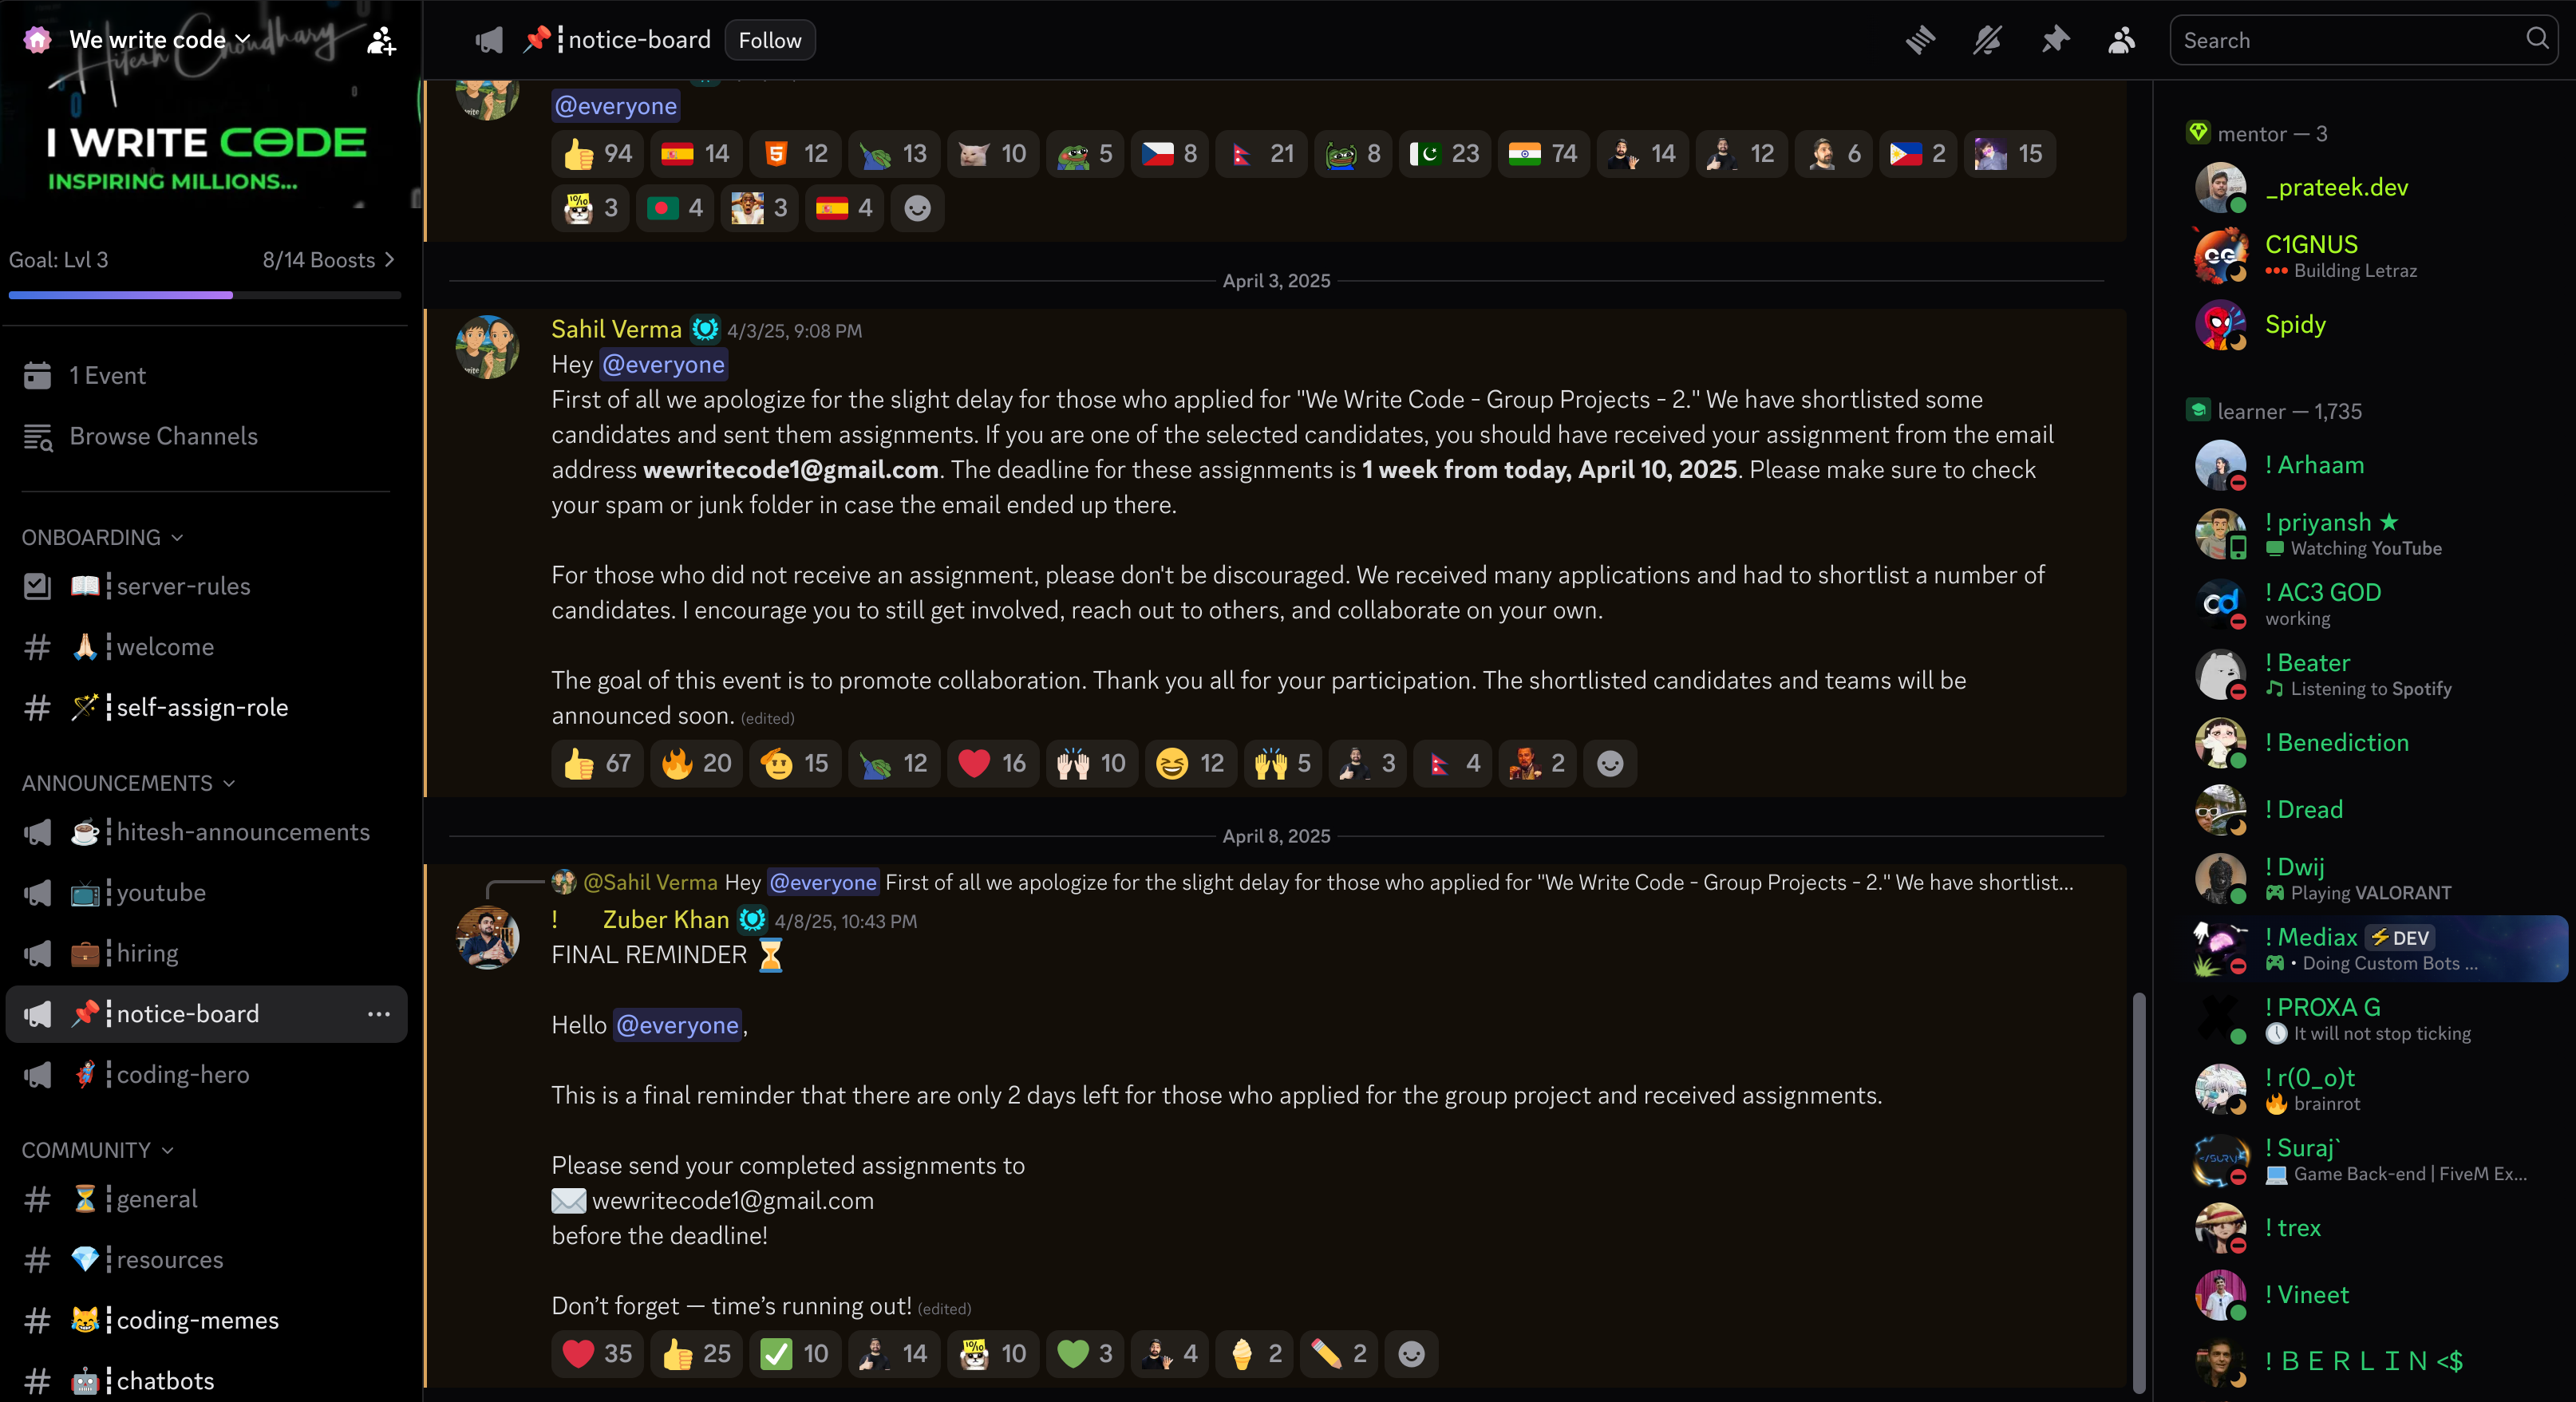 We write code
Hitesh Choudhary
I WRITE CODE
INSPIRING MILLIONS...
Goal: Lvl 3
8/14 Boosts
1 Event
Browse Channels
ONBOARDING
server-rules
welcome
self-assign-role
ANNOUNCEMENTS
hitesh-announcements
youtube
hiring
notice-board
coding-hero
COMMUNITY
general
resources
coding-memes
chatbots
notice-board
Follow
Search
@everyone
94 14 12 13 10 5 8 21 8 23 74 14 12 6 2 15
3 4 3 4
April 3, 2025
Sahil Verma 4/3/25, 9:08 PM
Hey @everyone
First of all we apologize for the slight delay for those who applied for "We Write Code - Group Projects - 2." We have shortlisted some
candidates and sent them assignments. If you are one of the selected candidates, you should have received your assignment from the email
address wewritecode1@gmail.com. The deadline for these assignments is 1 week from today, April 10, 2025. Please make sure to check
your spam or junk folder in case the email ended up there.
For those who did not receive an assignment, please don't be discouraged. We received many applications and had to shortlist a number of
candidates. I encourage you to still get involved, reach out to others, and collaborate on your own.
The goal of this event is to promote collaboration. Thank you all for your participation. The shortlisted candidates and teams will be
announced soon. (edited)
67 20 15 12 16 10 12 5 3 4 2
April 8, 2025
@Sahil Verma Hey @everyone First of all we apologize for the slight delay for those who applied for "We Write Code - Group Projects - 2." We have shortlist...
! Zuber Khan 4/8/25, 10:43 PM
FINAL REMINDER ⏳
Hello @everyone,
This is a final reminder that there are only 2 days left for those who applied for the group project and received assignments.
Please send your completed assignments to
✉️ wewritecode1@gmail.com
before the deadline!
Don’t forget — time’s running out! (edited)
35 25 10 14 10 3 4 2 2
mentor — 3
_prateek.dev
C1GNUS
Building Letraz
Spidy
learner — 1,735
! Arhaam
! priyansh ★
Watching YouTube
! AC3 GOD
working
! Beater
Listening to Spotify
! Benediction
! Dread
! Dwij
Playing VALORANT
! Mediax ⚡DEV
• Doing Custom Bots ...
! PROXA G
It will not stop ticking
! r(0_o)t
brainrot
! Suraj`
Game Back-end | FiveM Ex...
! trex
! Vineet
! B E R L I N <$